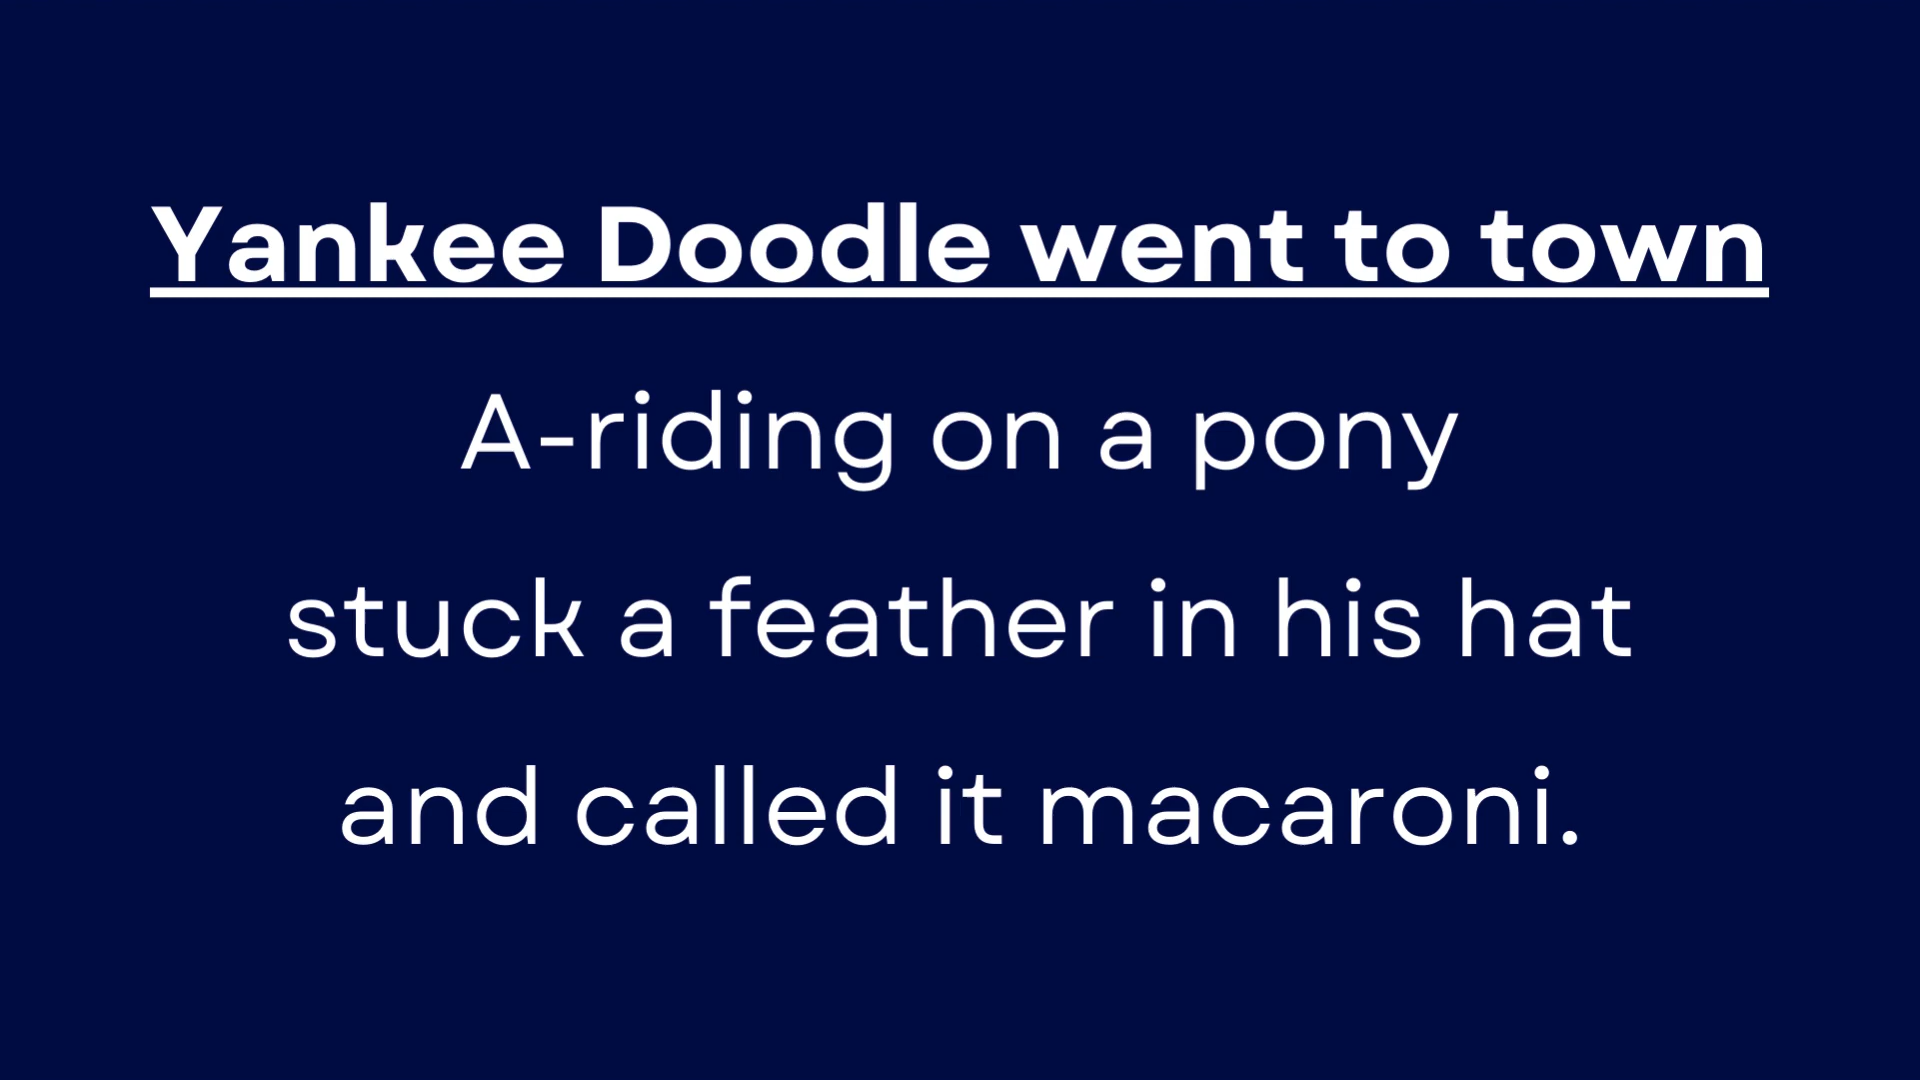 Yankee Doodle went to town
A-riding on a pony
stuck a feather in his hat
and called it macaroni.